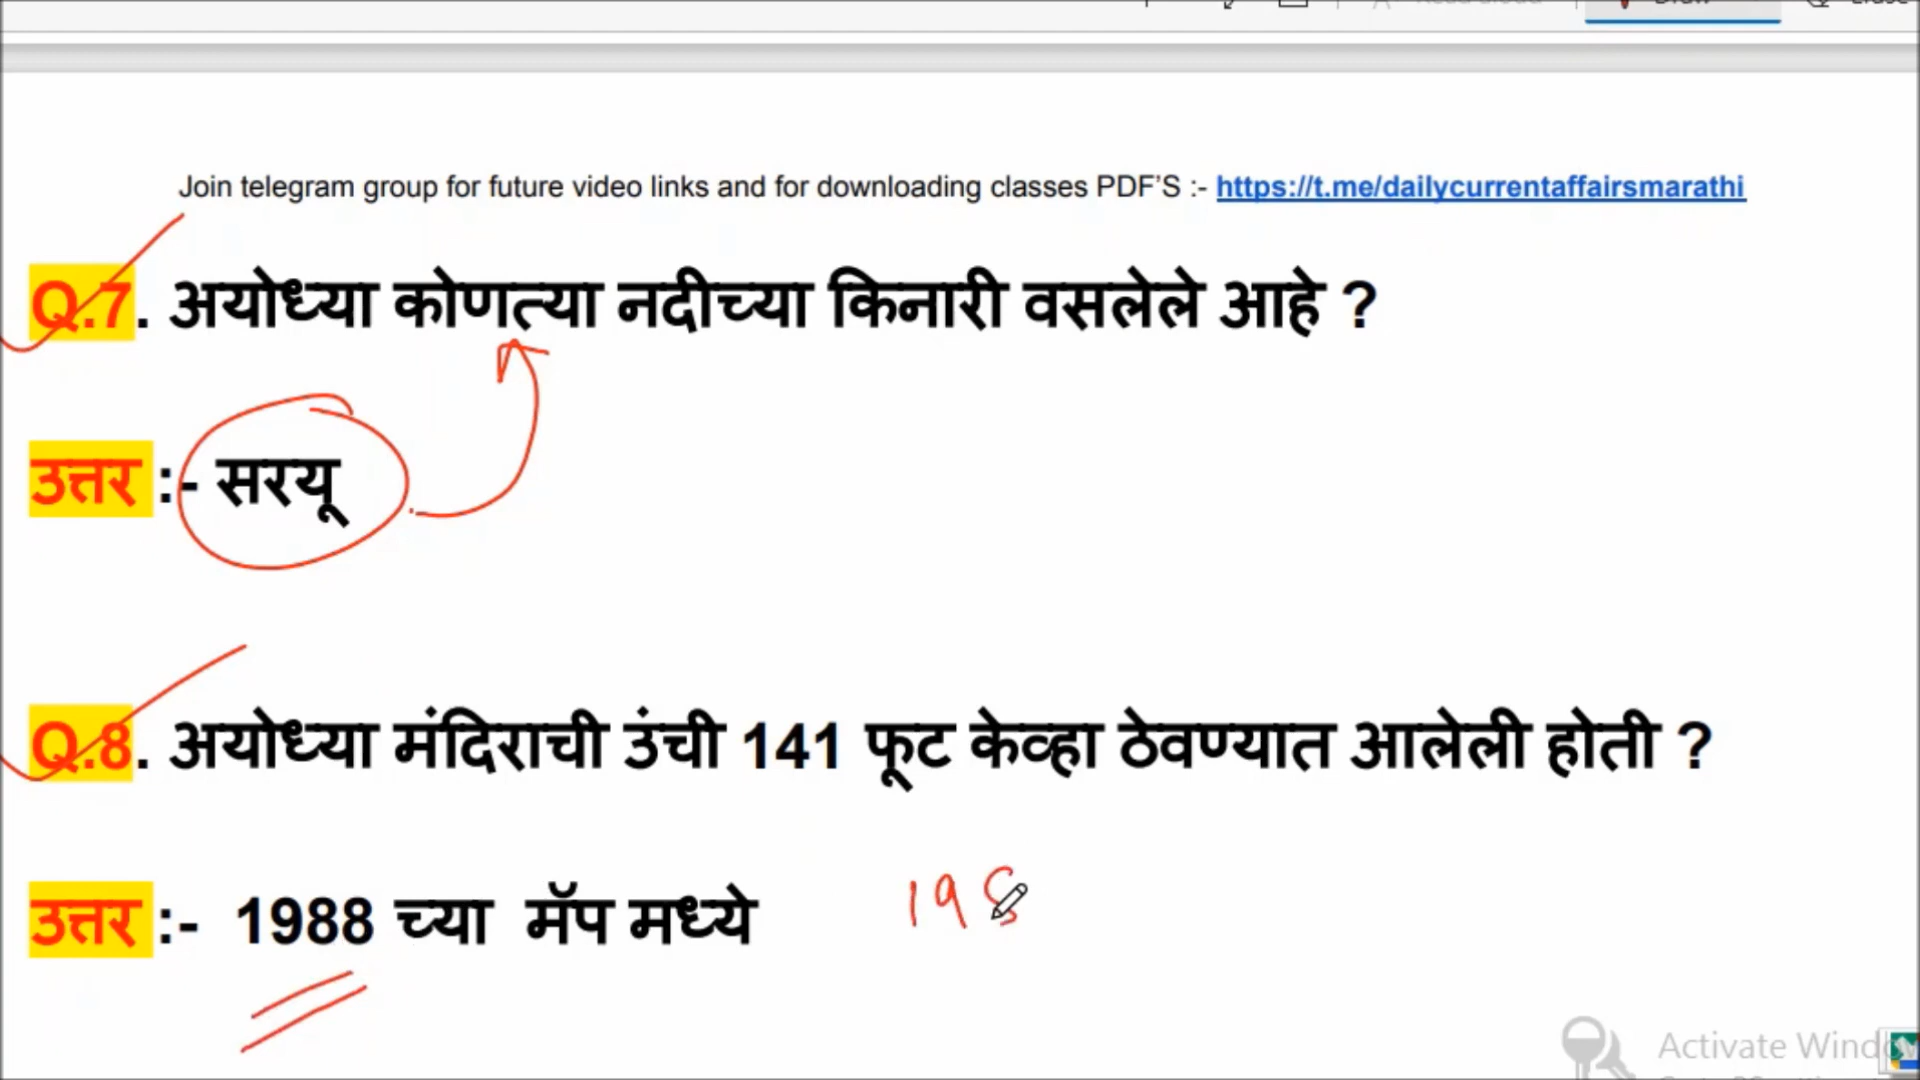 Join telegram group for future video links and for downloading classes PDF'S :- https://t.me/dailycurrentaffairsmarathi
Q.7. अयोध्या कोणत्या नदीच्या किनारी वसलेले आहे ?
उत्तर :- सरयू
Q.8. अयोध्या मंदिराची उंची 141 फूट केव्हा ठेवण्यात आलेली होती ?
उत्तर :- 1988 च्या मॅप मध्ये
198
Activate Windo